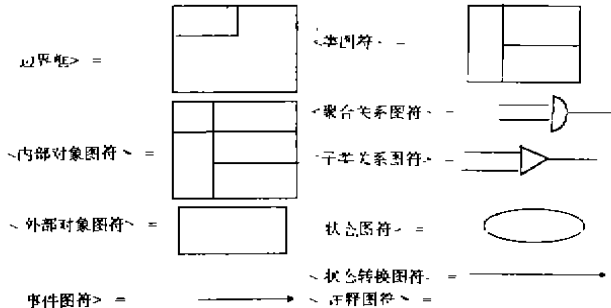 边界框> =
<类图符> =
<内部对象图符> =
<聚合关系图符> =
<子类关系图符> =
<外部对象图符> =
状态图符> =
<状态转换图符> =
事件图符> =
<注释图符> =